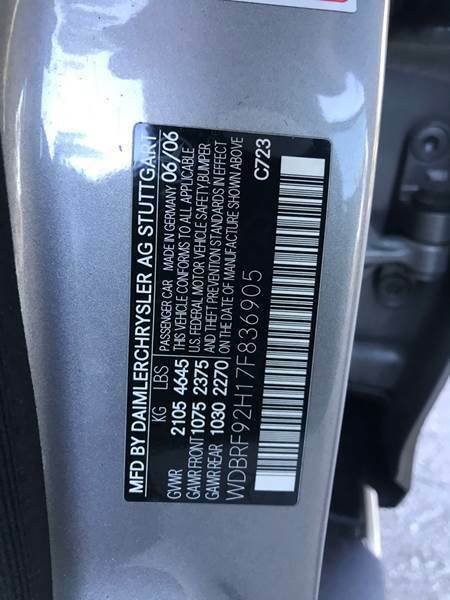 MFD BY DAIMLERCHRYSLER AG STUTTGART
KG LBS PASSENGER CAR MADE IN GERMANY 06/06
GVWR 2105 4645 THIS VEHICLE CONFORMS TO ALL APPLICABLE
GAWR FRONT 1075 2375 U.S. FEDERAL MOTOR VEHICLE SAFETY, BUMPER
GAWR REAR 1030 2270 AND THEFT PREVENTION STANDARDS IN EFFECT
ON THE DATE OF MANUFACTURE SHOWN ABOVE
WDBRF92H17F836905 C723